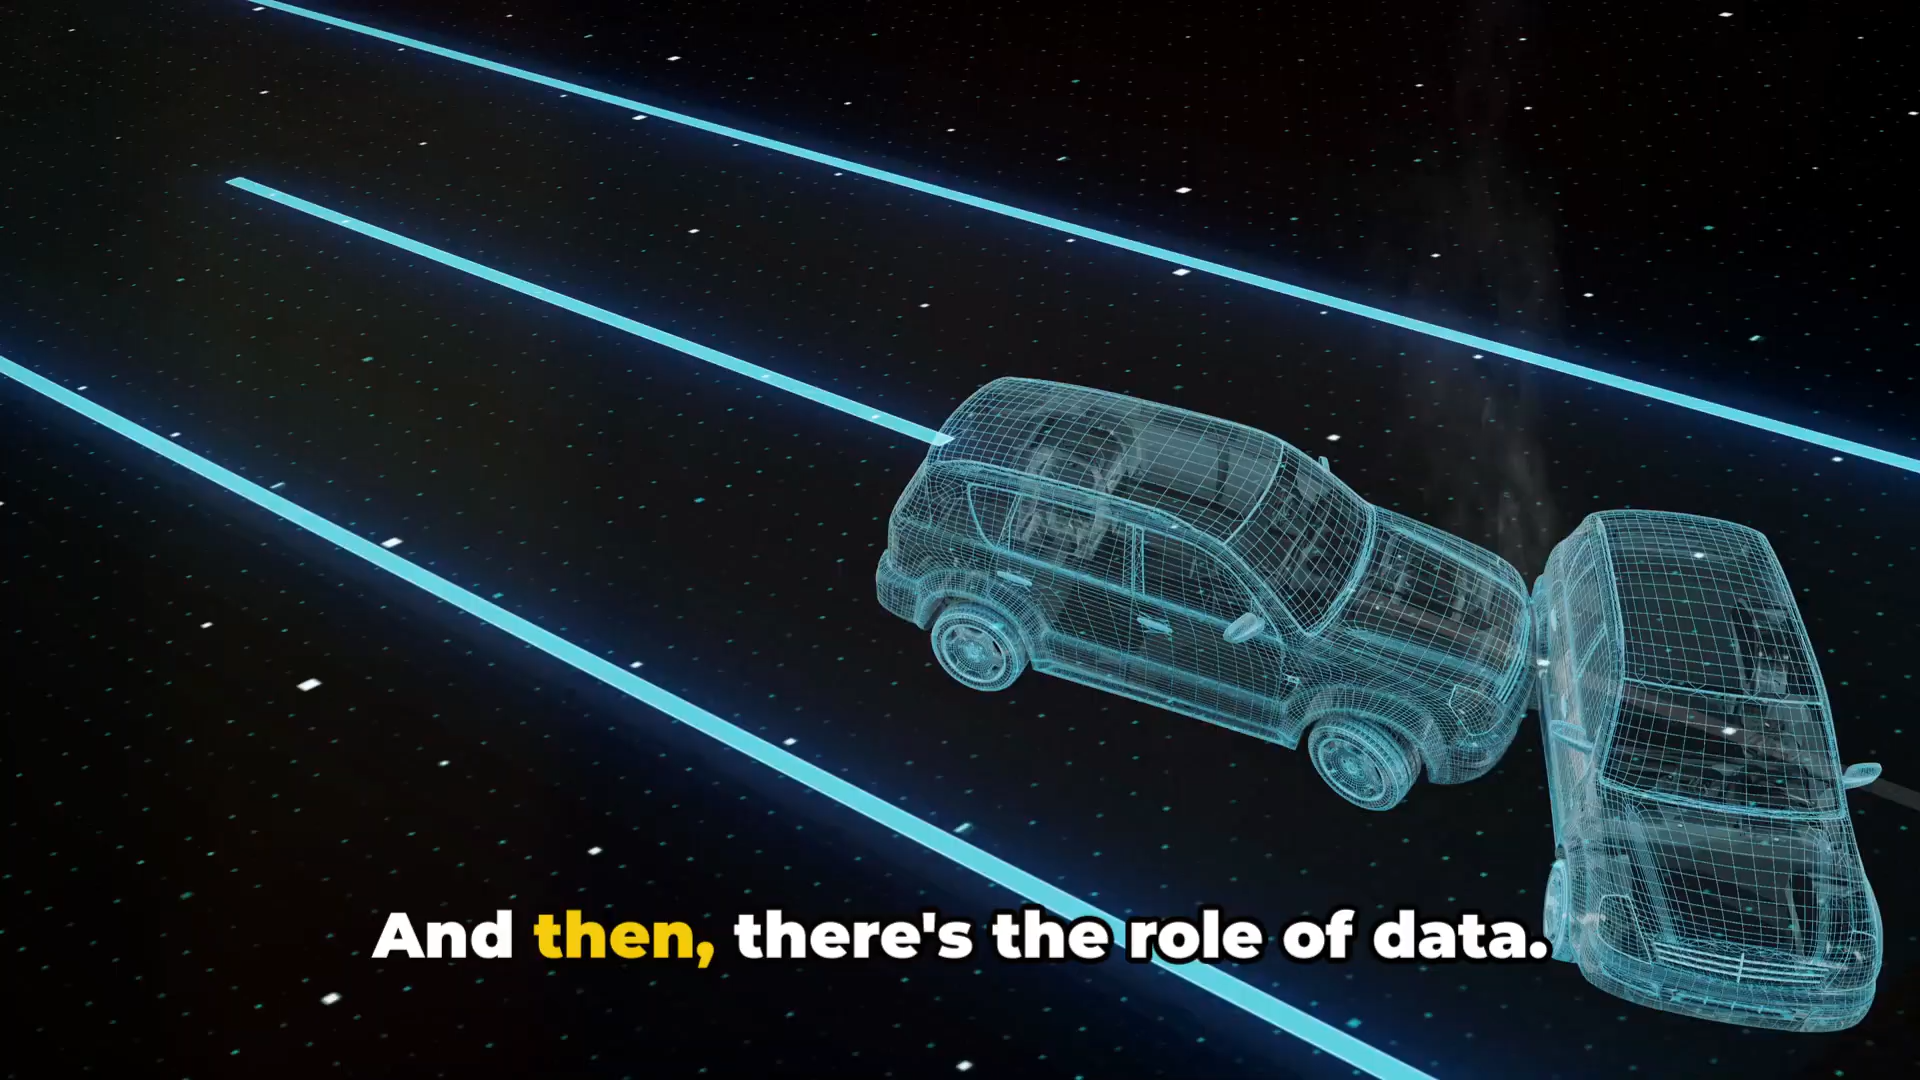 And then, there's the role of data.